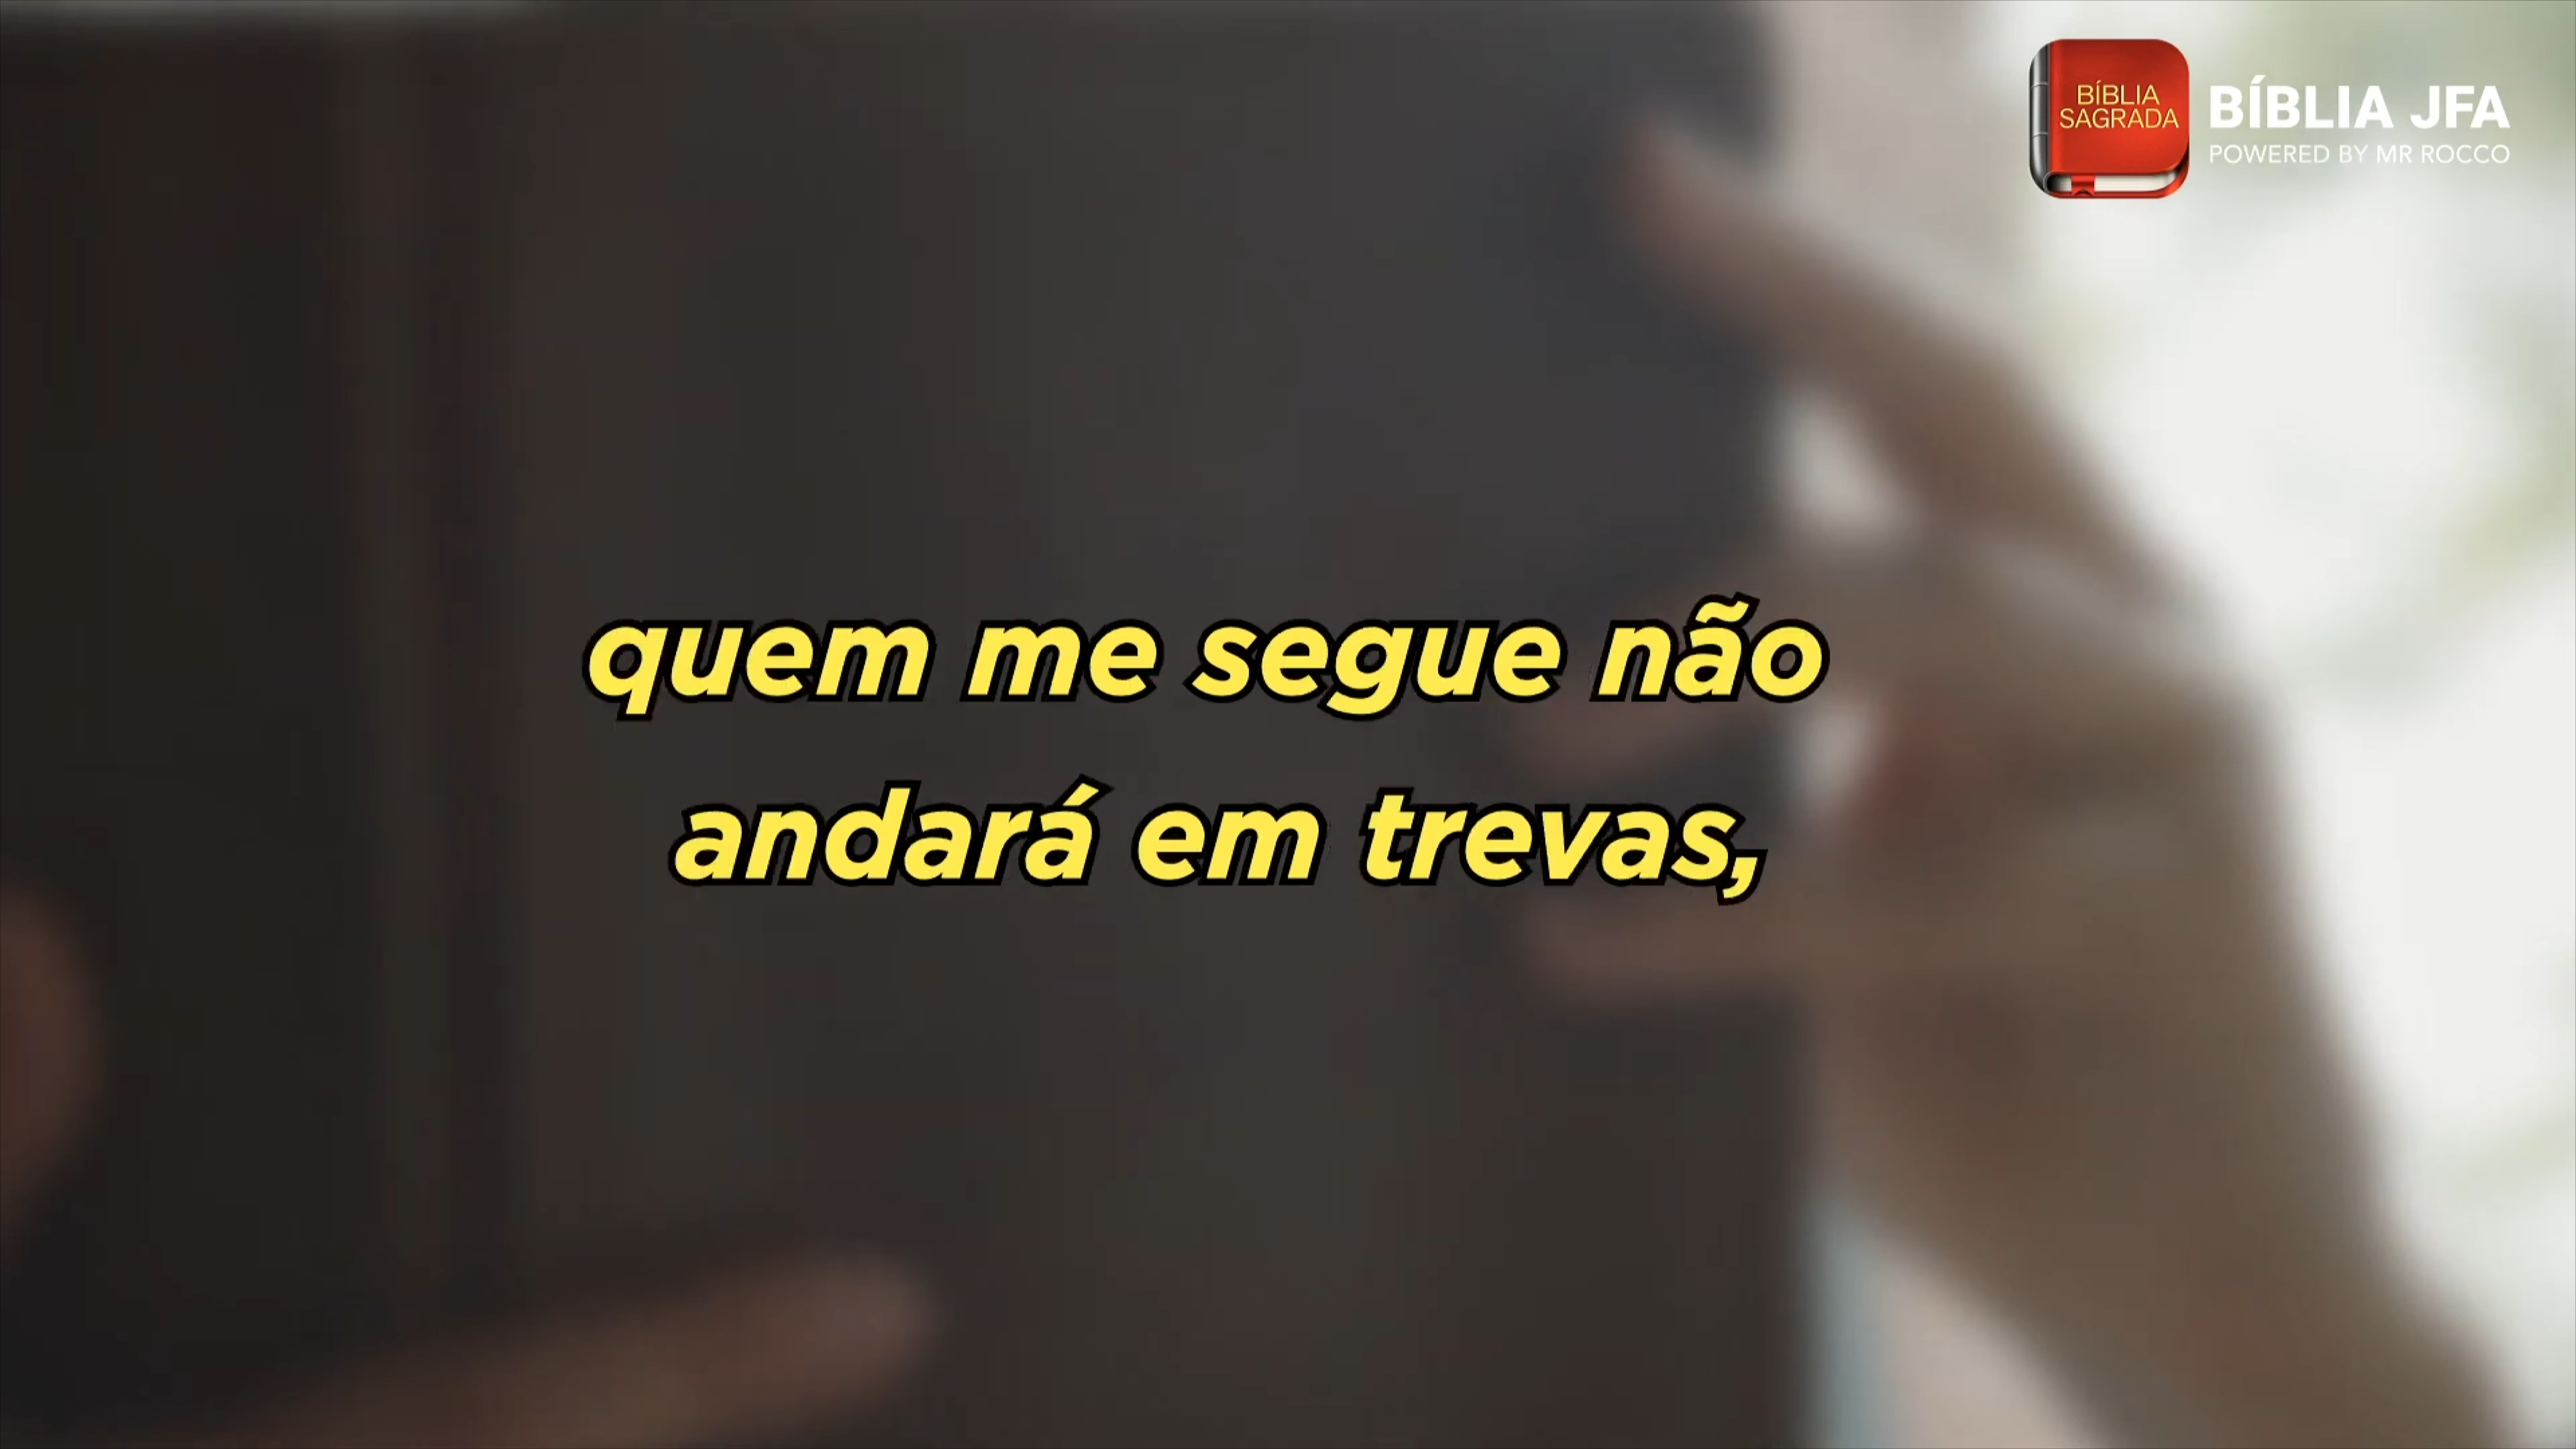 BÍBLIA
SAGRADA
BÍBLIA JFA
POWERED BY MR ROCCO
quem me segue não
andará em trevas,